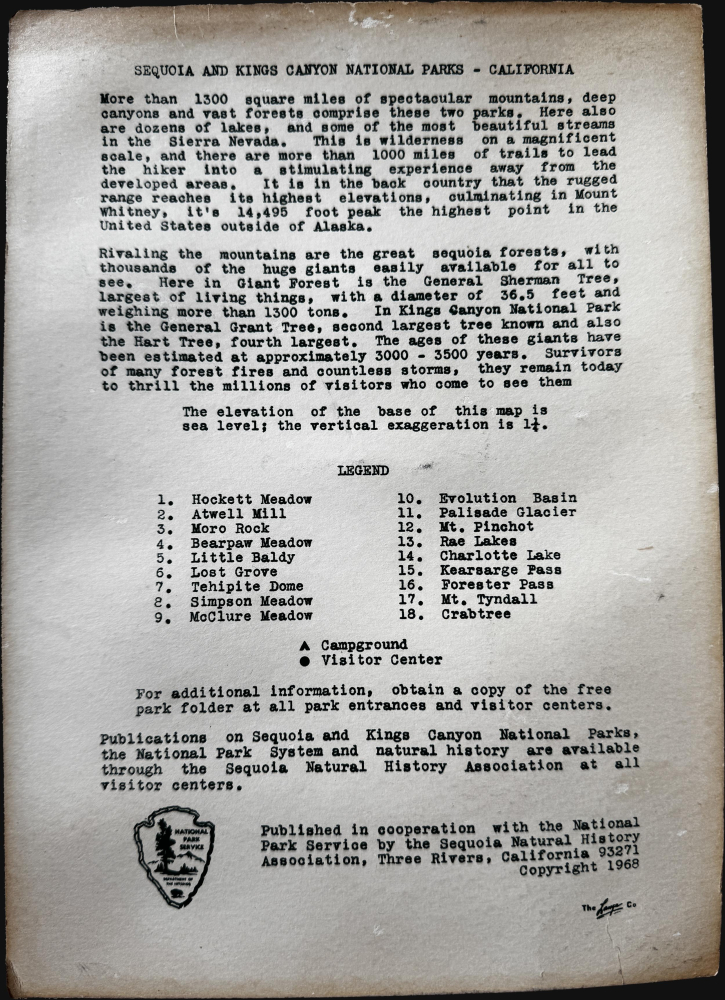 SEQUOIA AND KINGS CANYON NATIONAL PARKS - CALIFORNIA
More than 1300 square miles of spectacular mountains, deep
canyons and vast forests comprise these two parks. Here also
are dozens of lakes, and some of the most beautiful streams
in the Sierra Nevada. This is wilderness on a magnificent
scale, and there are more than 1000 miles of trails to lead
the hiker into a stimulating experience away from the
developed areas. It is in the back country that the rugged
range reaches its highest elevations, culminating in Mount
Whitney, it's 14,495 foot peak the highest point in the
United States outside of Alaska.
Rivaling the mountains are the great sequoia forests, with
thousands of the huge giants easily available for all to
see. Here in Giant Forest is the General Sherman Tree,
largest of living things, with a diameter of 36.5 feet and
weighing more than 1300 tons. In Kings Canyon National Park
is the General Grant Tree, second largest tree known and also
the Hart Tree, fourth largest. The ages of these giants have
been estimated at approximately 3000 - 3500 years. Survivors
of many forest fires and countless storms, they remain today
to thrill the millions of visitors who come to see them
The elevation of the base of this map is
sea level; the vertical exaggeration is 1½.
LEGEND
1. Hockett Meadow
2. Atwell Mill
3. Moro Rock
4. Bearpaw Meadow
5. Little Baldy
6. Lost Grove
7. Tehipite Dome
8. Simpson Meadow
9. McClure Meadow
10. Evolution Basin
11. Palisade Glacier
12. Mt. Pinchot
13. Rae Lakes
14. Charlotte Lake
15. Kearsarge Pass
16. Forester Pass
17. Mt. Tyndall
18. Crabtree
▲ Campground
● Visitor Center
For additional information, obtain a copy of the free
park folder at all park entrances and visitor centers.
Publications on Sequoia and Kings Canyon National Parks,
the National Park System and natural history are available
through the Sequoia Natural History Association at all
visitor centers.
NATIONAL
PARK
SERVICE
DEPARTMENT OF
THE INTERIOR
Published in cooperation with the National
Park Service by the Sequoia Natural History
Association, Three Rivers, California 93271
Copyright 1968
The Co